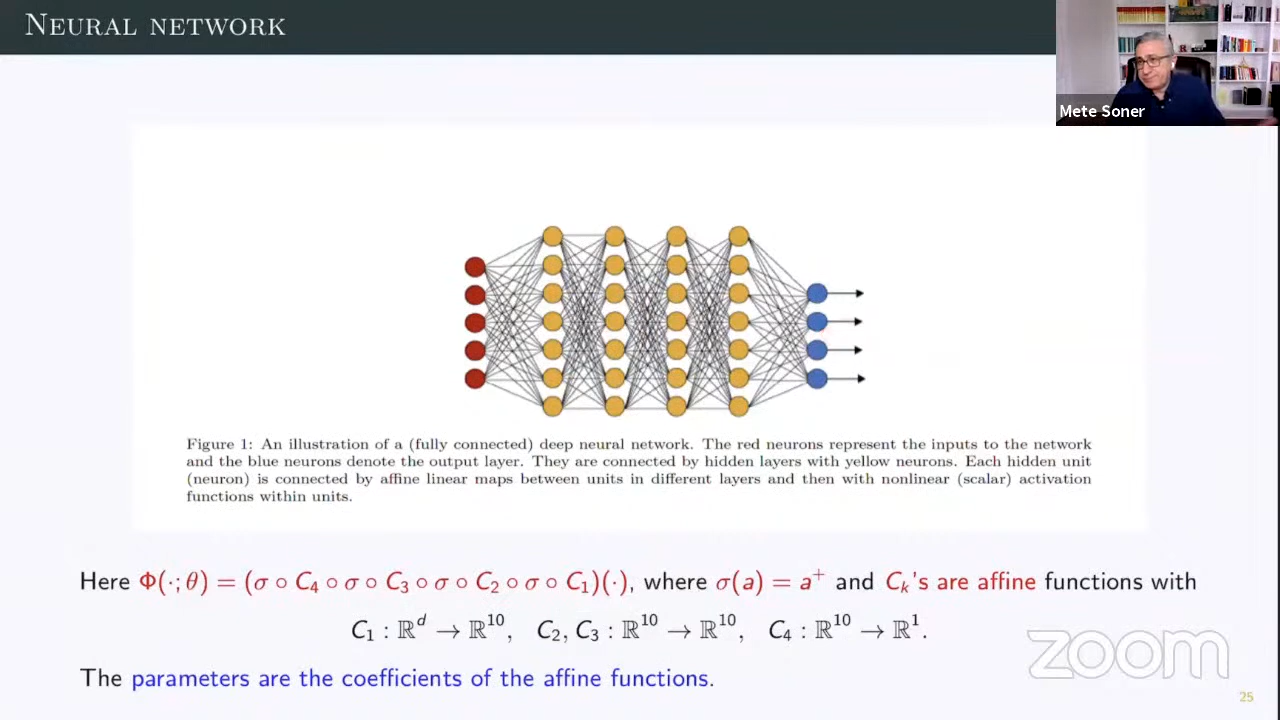 Neural network
Mete Soner
Figure 1: An illustration of a (fully connected) deep neural network. The red neurons represent the inputs to the network
and the blue neurons denote the output layer. They are connected by hidden layers with yellow neurons. Each hidden unit
(neuron) is connected by affine linear maps between units in different layers and then with nonlinear (scalar) activation
functions within units.
Here Φ(·; θ) = (σ ∘ C₄ ∘ σ ∘ C₃ ∘ σ ∘ C₂ ∘ σ ∘ C₁)(·), where σ(a) = a⁺ and Cₖ's are affine functions with
C₁ : ℝᵈ → ℝ¹⁰, C₂, C₃ : ℝ¹⁰ → ℝ¹⁰, C₄ : ℝ¹⁰ → ℝ¹.
The parameters are the coefficients of the affine functions.
zoom
25